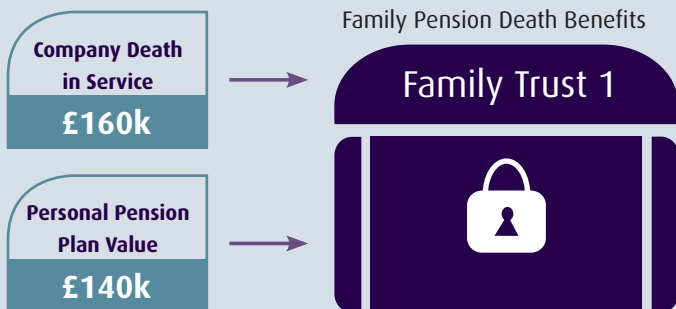 Family Pension Death Benefits
Company Death
in Service
£160k
Family Trust 1
Personal Pension
Plan Value
£140k